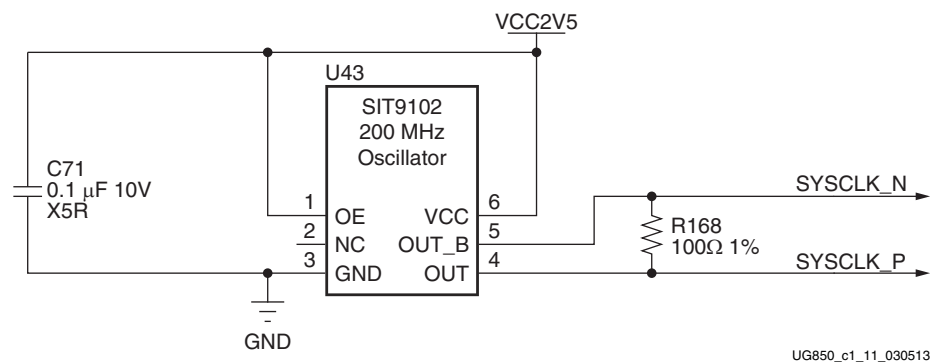 VCC2V5
U43
SIT9102
200 MHz
Oscillator
C71
0.1 μF 10V
X5R
1
OE
2
NC
3
GND
VCC
6
OUT_B
5
OUT
4
SYSCLK_N
R168
100Ω 1%
SYSCLK_P
GND
UG850_c1_11_030513